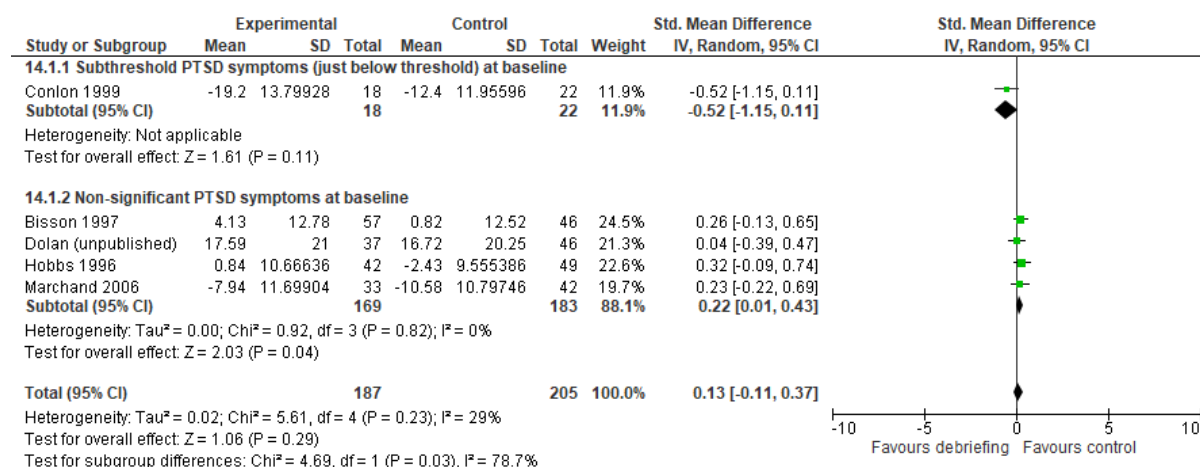 Experimental Control Std. Mean Difference Std. Mean Difference
Study or Subgroup Mean SD Total Mean SD Total Weight IV, Random, 95% CI IV, Random, 95% CI
14.1.1 Subthreshold PTSD symptoms (just below threshold) at baseline
Conlon 1999 -19.2 13.79928 18 -12.4 11.95596 22 11.9% -0.52 [-1.15, 0.11]
Subtotal (95% CI) 18 22 11.9% -0.52 [-1.15, 0.11]
Heterogeneity: Not applicable
Test for overall effect: Z = 1.61 (P = 0.11)
14.1.2 Non-significant PTSD symptoms at baseline
Bisson 1997 4.13 12.78 57 0.82 12.52 46 24.5% 0.26 [-0.13, 0.65]
Dolan (unpublished) 17.59 21 37 16.72 20.25 46 21.3% 0.04 [-0.39, 0.47]
Hobbs 1996 0.84 10.66636 42 -2.43 9.555386 49 22.6% 0.32 [-0.09, 0.74]
Marchand 2006 -7.94 11.69904 33 -10.58 10.79746 42 19.7% 0.23 [-0.22, 0.69]
Subtotal (95% CI) 169 183 88.1% 0.22 [0.01, 0.43]
Heterogeneity: Tau² = 0.00; Chi² = 0.92, df = 3 (P = 0.82); I² = 0%
Test for overall effect: Z = 2.03 (P = 0.04)
Total (95% CI) 187 205 100.0% 0.13 [-0.11, 0.37]
Heterogeneity: Tau² = 0.02; Chi² = 5.61, df = 4 (P = 0.23); I² = 29%
Test for overall effect: Z = 1.06 (P = 0.29)
Test for subgroup differences: Chi² = 4.69, df = 1 (P = 0.03), I² = 78.7%
-10 -5 0 5 10
Favours debriefing Favours control